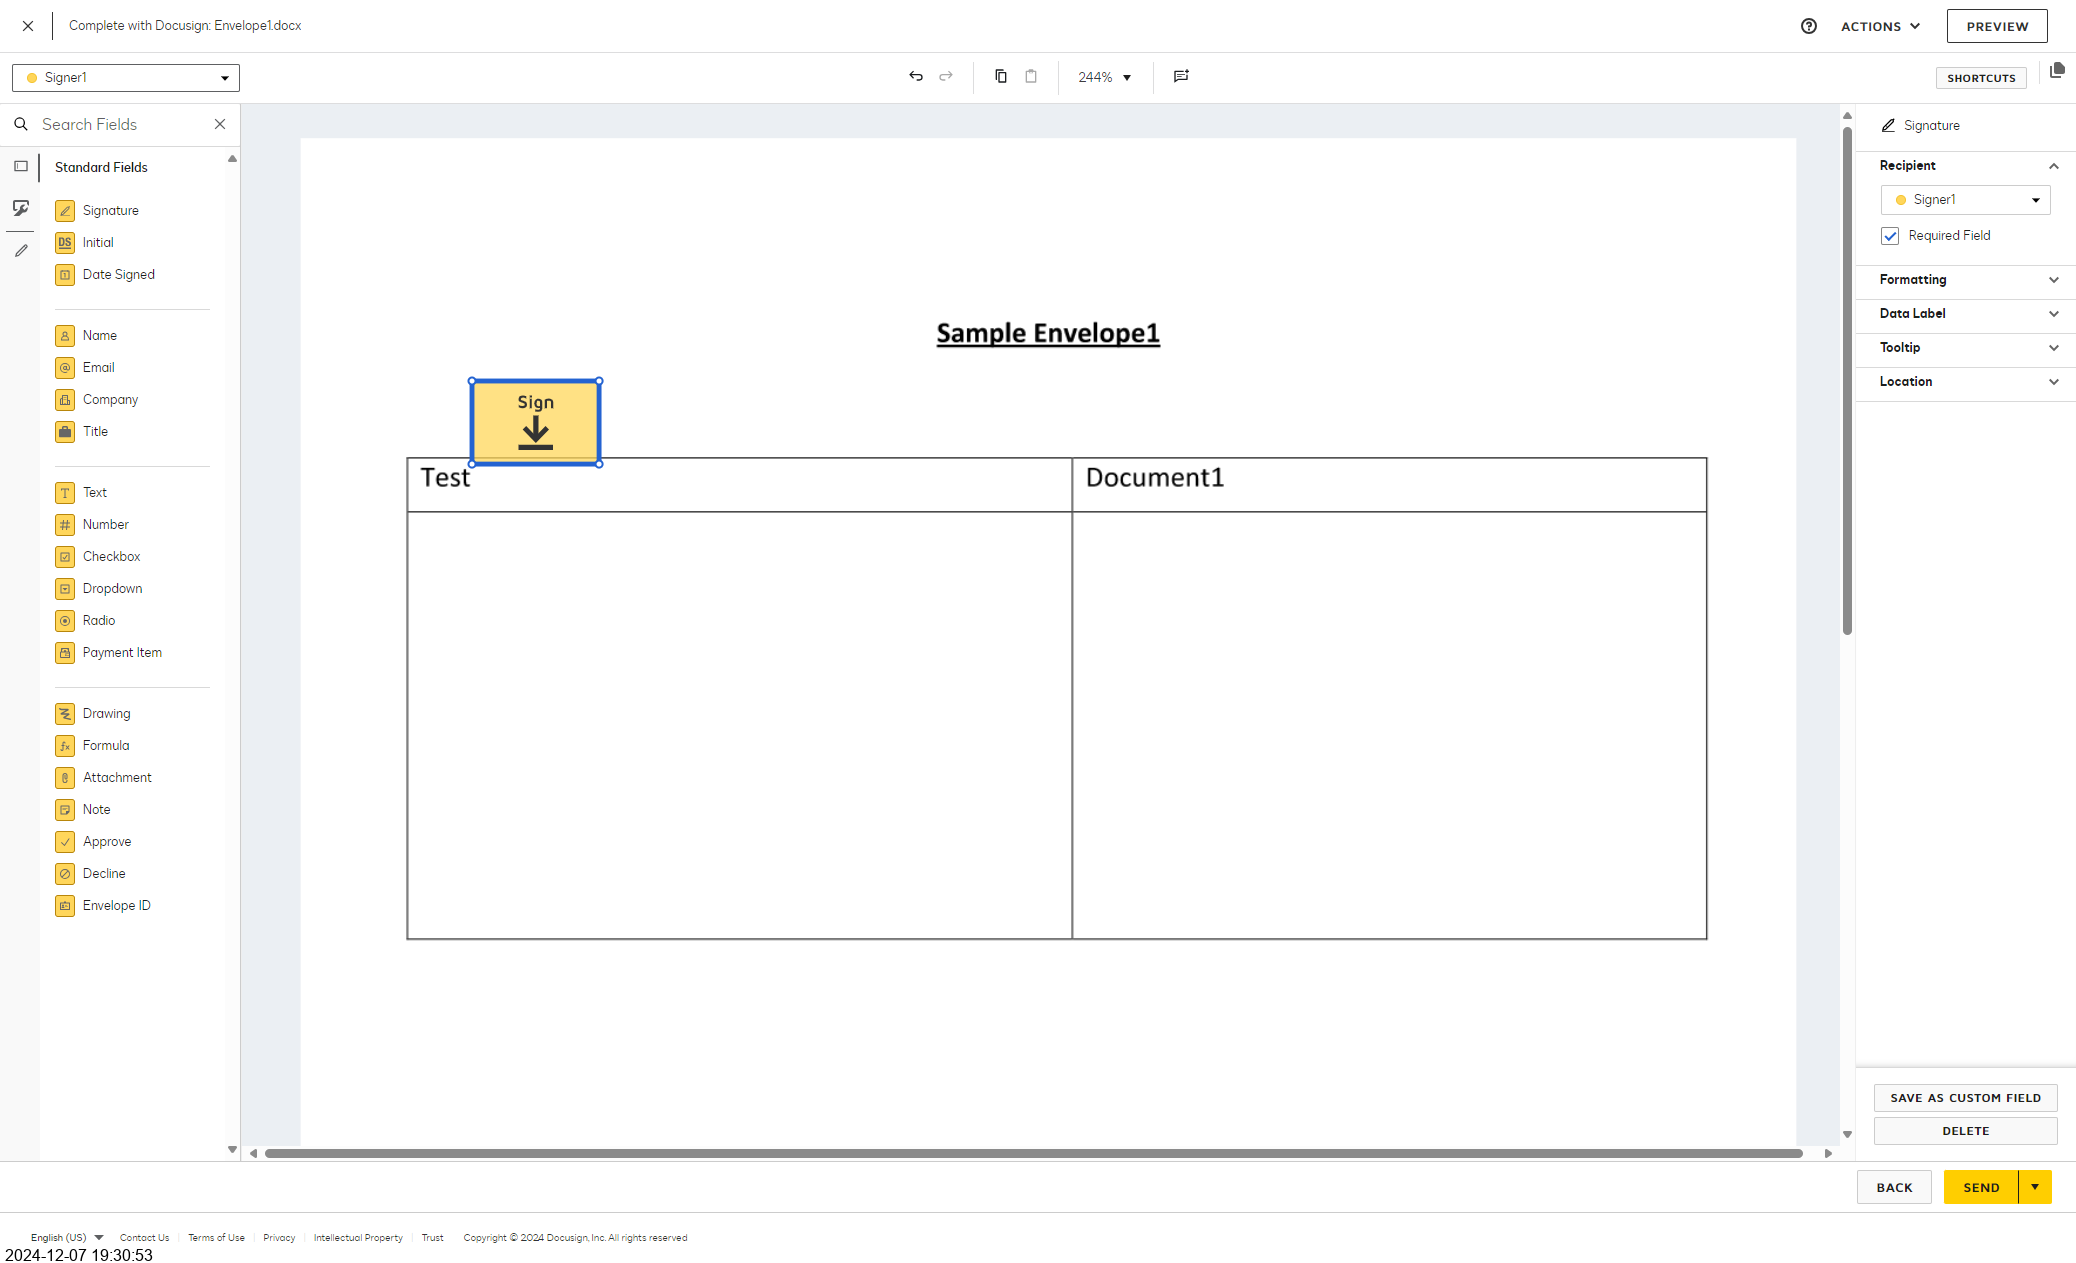 Complete with Docusign: Envelope1.docx
ACTIONS
PREVIEW
Signer1
244%
SHORTCUTS
Search Fields
Standard Fields
Signature
DS Initial
Date Signed
Name
Email
Company
Title
Text
Number
Checkbox
Dropdown
Radio
Payment Item
Drawing
Formula
Attachment
Note
Approve
Decline
Envelope ID
Sample Envelope1
Sign
Test
Document1
Signature
Recipient
Signer1
Required Field
Formatting
Data Label
Tooltip
Location
SAVE AS CUSTOM FIELD
DELETE
BACK
SEND
English (US) Contact Us Terms of Use Privacy Intellectual Property Trust Copyright © 2024 Docusign, Inc. All rights reserved
2024-12-07 19:30:53